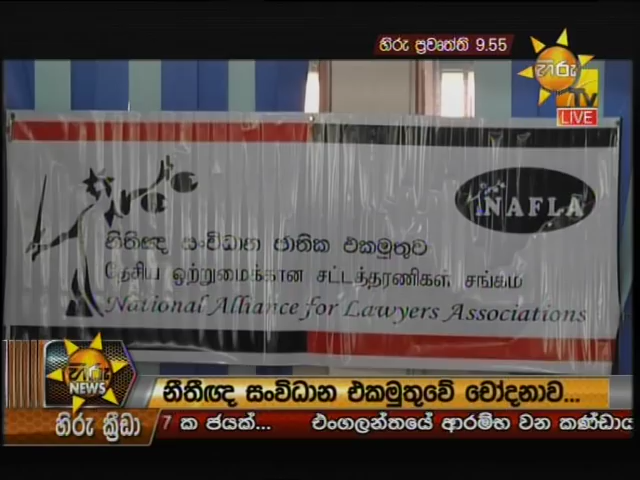 හිරු ප්‍රවෘත්ති 9.55
හිරු
TV
LIVE
NAFLA
නීතිඥ සංවිධාන ජාතික එකමුතුව
தேசிய ஒற்றுமைக்கான சட்டத்தரணிகள் சங்கம்
National Alliance for Lawyers Associations
හිරු
NEWS
නීතීඥ සංවිධාන එකමුතුවේ චෝදනාව...
හිරු ක්‍රීඩා
7 ක ජයක්... එංගලන්තයේ ආරම්භ වන කණ්ඩාය